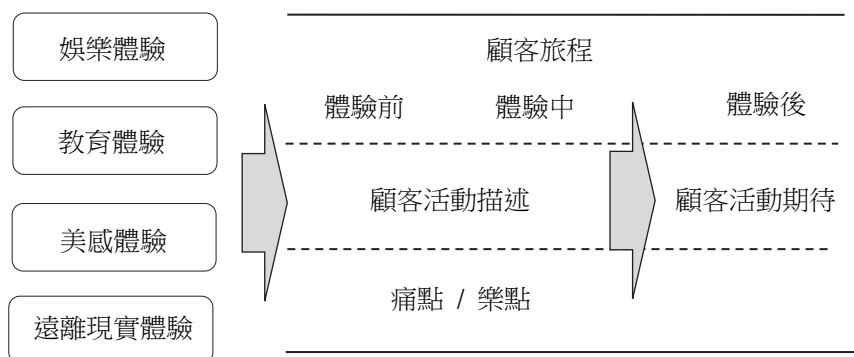 娛樂體驗
教育體驗
美感體驗
遠離現實體驗
顧客旅程
體驗前 體驗中 體驗後
顧客活動描述 顧客活動期待
痛點 / 樂點